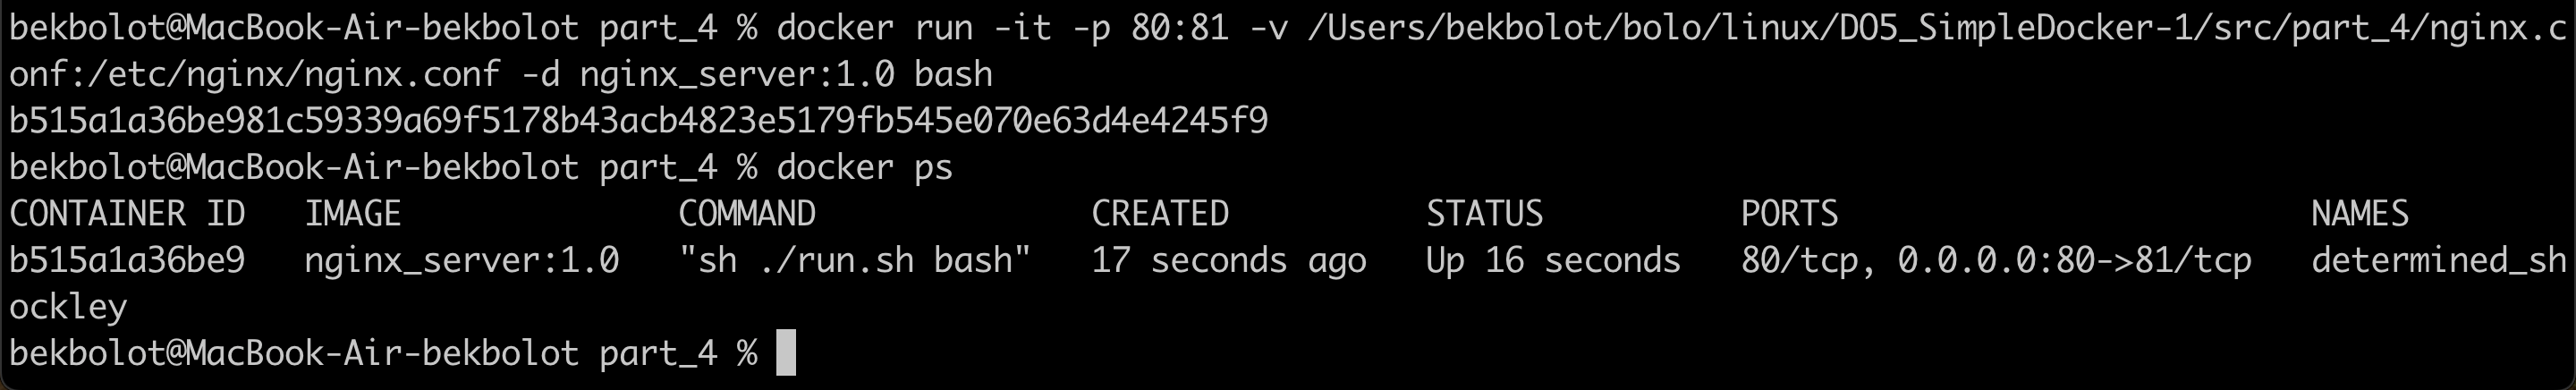 bekbolot@MacBook-Air-bekbolot part_4 % docker run -it -p 80:81 -v /Users/bekbolot/bolo/linux/DO5_SimpleDocker-1/src/part_4/nginx.c
onf:/etc/nginx/nginx.conf -d nginx_server:1.0 bash
b515a1a36be981c59339a69f5178b43acb4823e5179fb545e070e63d4e4245f9
bekbolot@MacBook-Air-bekbolot part_4 % docker ps
CONTAINER ID   IMAGE              COMMAND              CREATED          STATUS          PORTS                        NAMES
b515a1a36be9   nginx_server:1.0   "sh ./run.sh bash"   17 seconds ago   Up 16 seconds   80/tcp, 0.0.0.0:80->81/tcp   determined_sh
ockley
bekbolot@MacBook-Air-bekbolot part_4 %